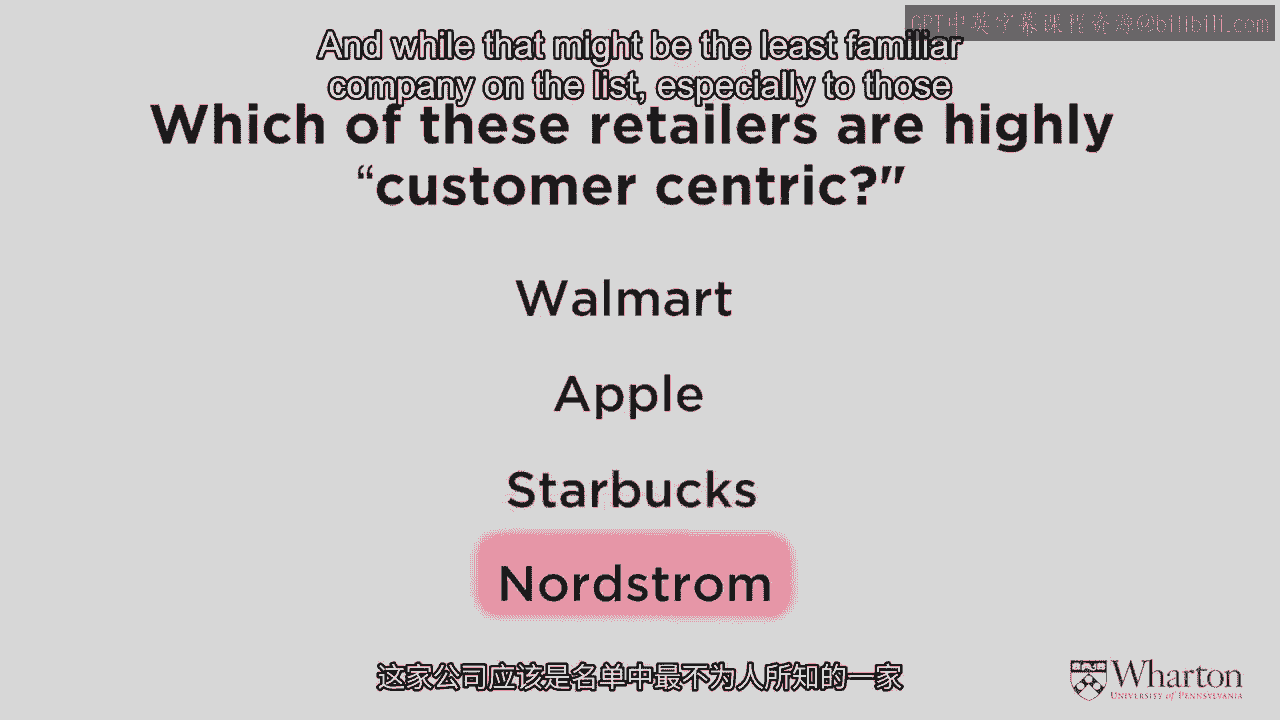 GPT中英字幕课程资源@bilibili.com
And while that might be the least familiar
company on the list, especially to those
Which of these retailers are highly
“customer centric?"
Walmart
Apple
Starbucks
Nordstrom
这家公司应该是名单中最不为人所知的一家
Wharton
University of Pennsylvania